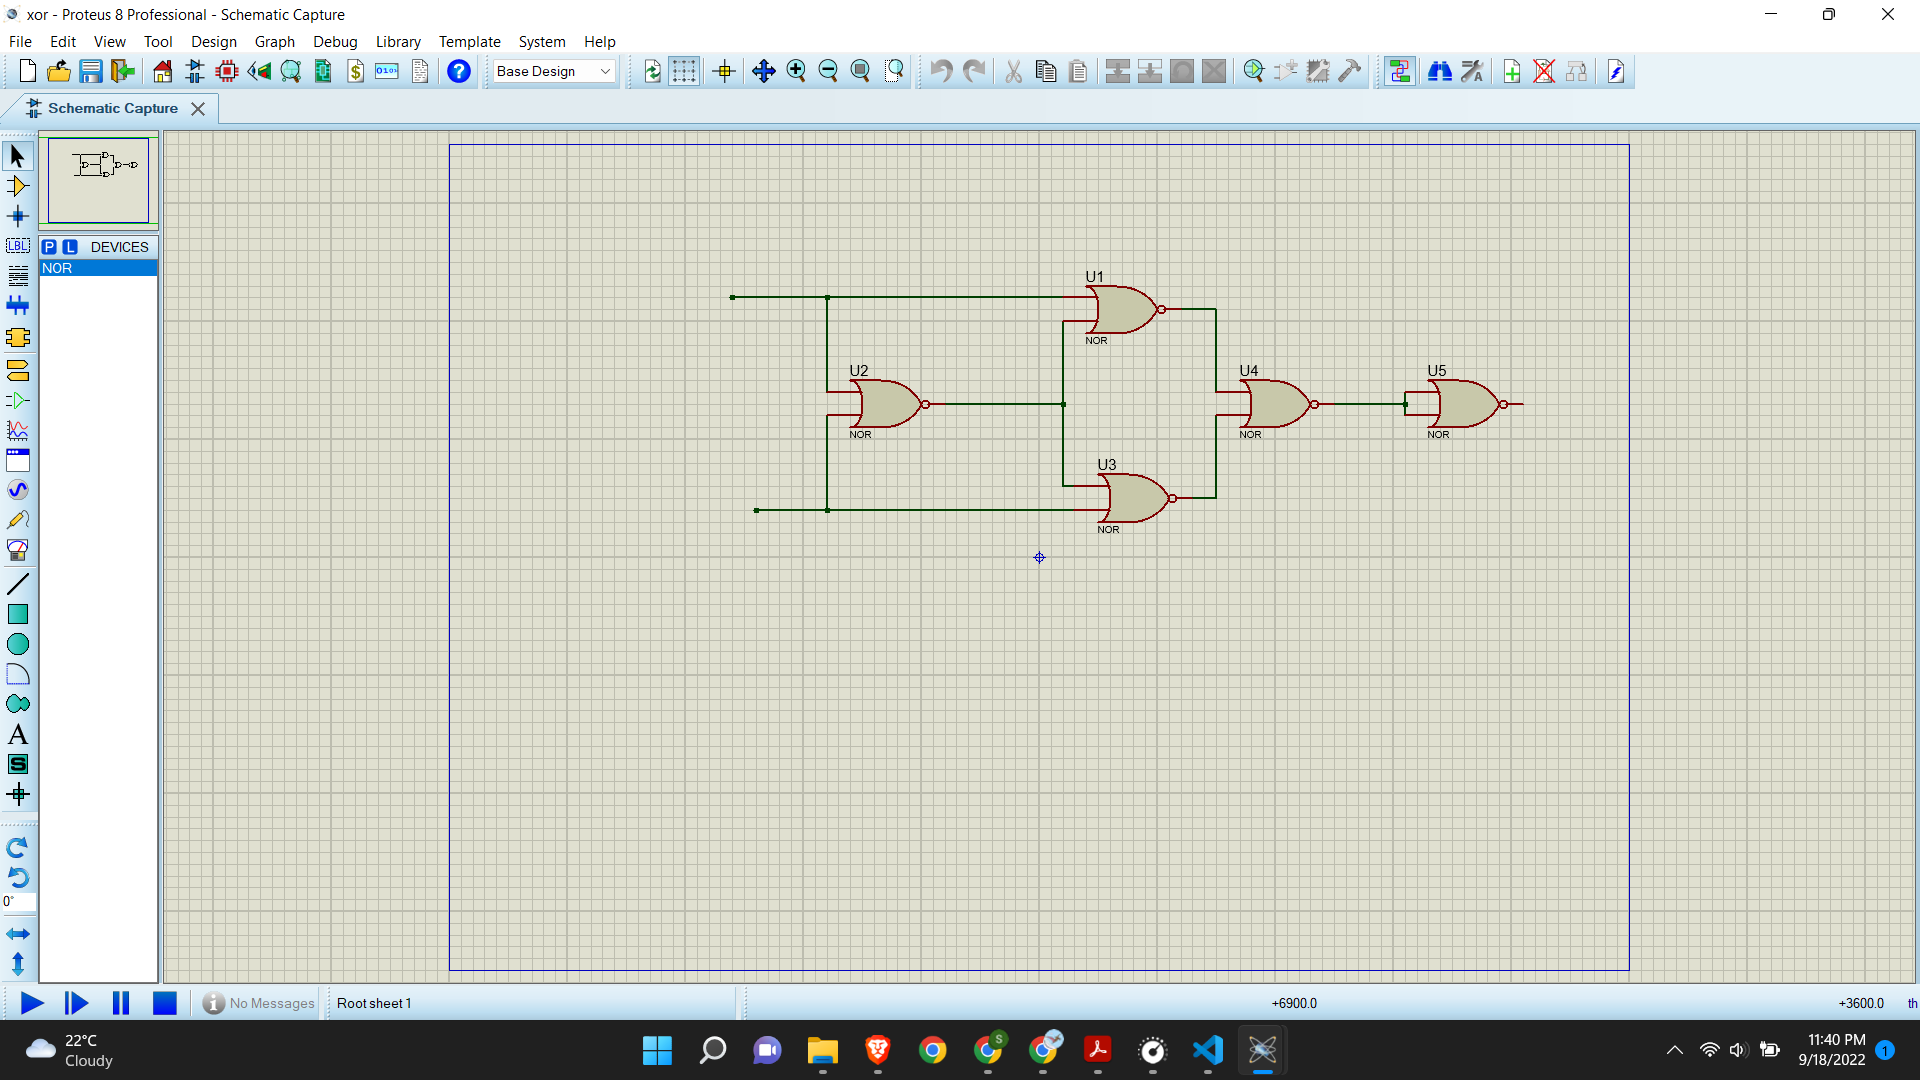 xor - Proteus 8 Professional - Schematic Capture
File Edit View Tool Design Graph Debug Library Template System Help
Base Design
Schematic Capture
P L DEVICES
NOR
LBL
A
S
0°
U1
NOR
U2
NOR
U3
NOR
U4
NOR
U5
NOR
No Messages
Root sheet 1
+6900.0
+3600.0
th
22°C
Cloudy
S
11:40 PM
9/18/2022
1